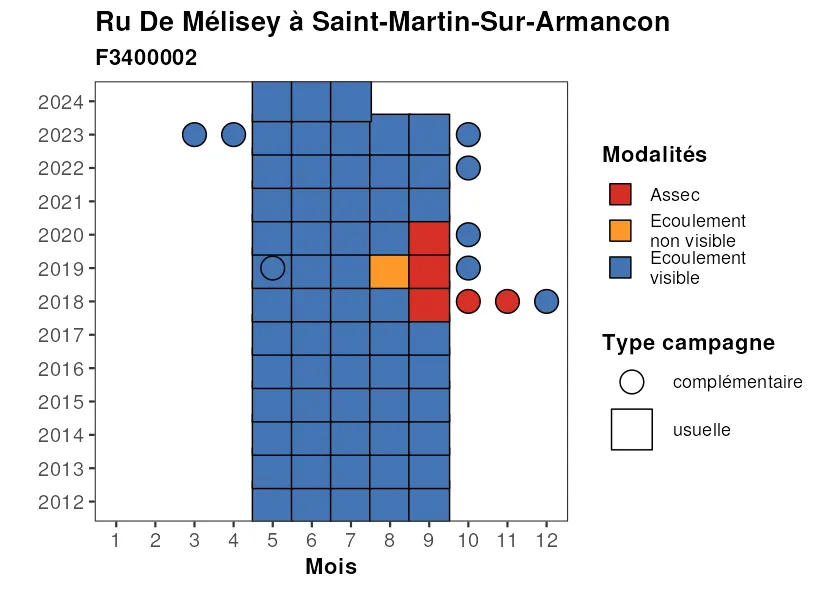 Ru De Mélisey à Saint-Martin-Sur-Armancon
F3400002
2024
2023
2022
2021
2020
2019
2018
2017
2016
2015
2014
2013
2012
1 2 3 4 5 6 7 8 9 10 11 12
Mois
Modalités
Assec
Ecoulement
non visible
Ecoulement
visible
Type campagne
complémentaire
usuelle